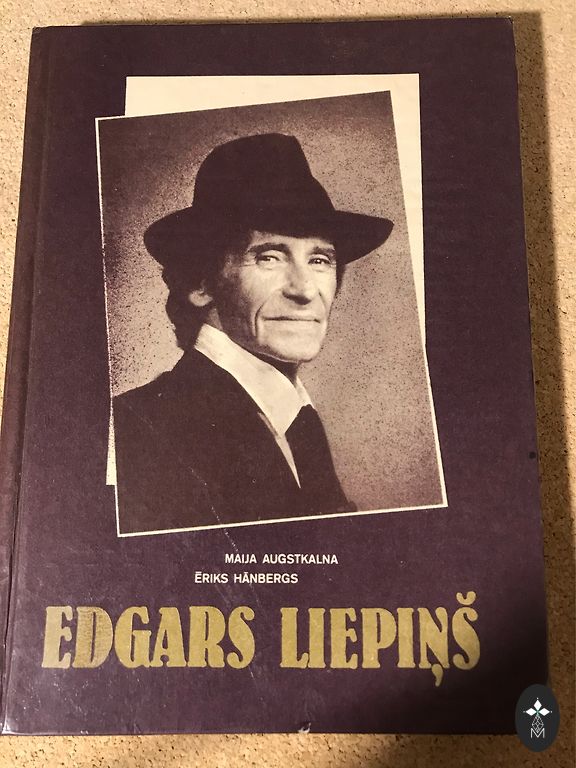 MAIJA AUGSTKALNA
ĒRIKS HĀNBERGS
EDGARS LIEPIŅŠ
M